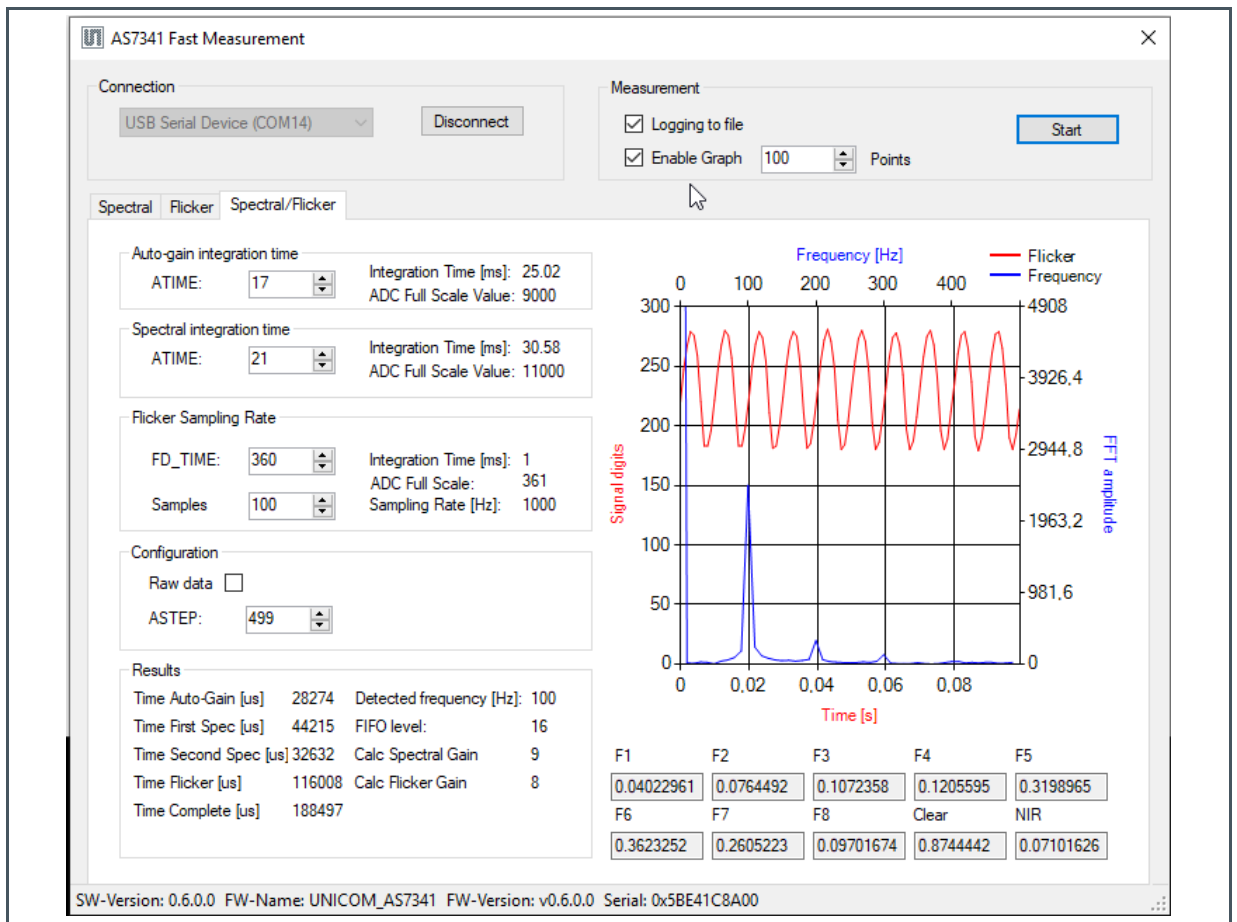 AS7341 Fast Measurement
Connection
USB Serial Device (COM14)
Disconnect
Measurement
Logging to file
Start
Enable Graph 100 Points
Spectral Flicker Spectral/Flicker
Auto-gain integration time
ATIME: 17
Integration Time [ms]: 25.02
ADC Full Scale Value: 9000
Spectral integration time
ATIME: 21
Integration Time [ms]: 30.58
ADC Full Scale Value: 11000
Flicker Sampling Rate
FD_TIME: 360
Integration Time [ms]: 1
ADC Full Scale: 361
Samples 100
Sampling Rate [Hz]: 1000
Configuration
Raw data
ASTEP: 499
Results
Time Auto-Gain [us] 28274 Detected frequency [Hz]: 100
Time First Spec [us] 44215 FIFO level: 16
Time Second Spec [us] 32632 Calc Spectral Gain 9
Time Flicker [us] 116008 Calc Flicker Gain 8
Time Complete [us] 188497
Frequency [Hz]
Flicker
Frequency
0 100 200 300 400
300
250
200
150
100
50
0
Signal digits
4908
3926,4
2944,8
1963,2
981,6
0
FFT amplitude
0 0,02 0,04 0,06 0,08
Time [s]
F1 F2 F3 F4 F5
0.04022961 0.0764492 0.1072358 0.1205595 0.3198965
F6 F7 F8 Clear NIR
0.3623252 0.2605223 0.09701674 0.8744442 0.07101626
SW-Version: 0.6.0.0 FW-Name: UNICOM_AS7341 FW-Version: v0.6.0.0 Serial: 0x5BE41C8A00